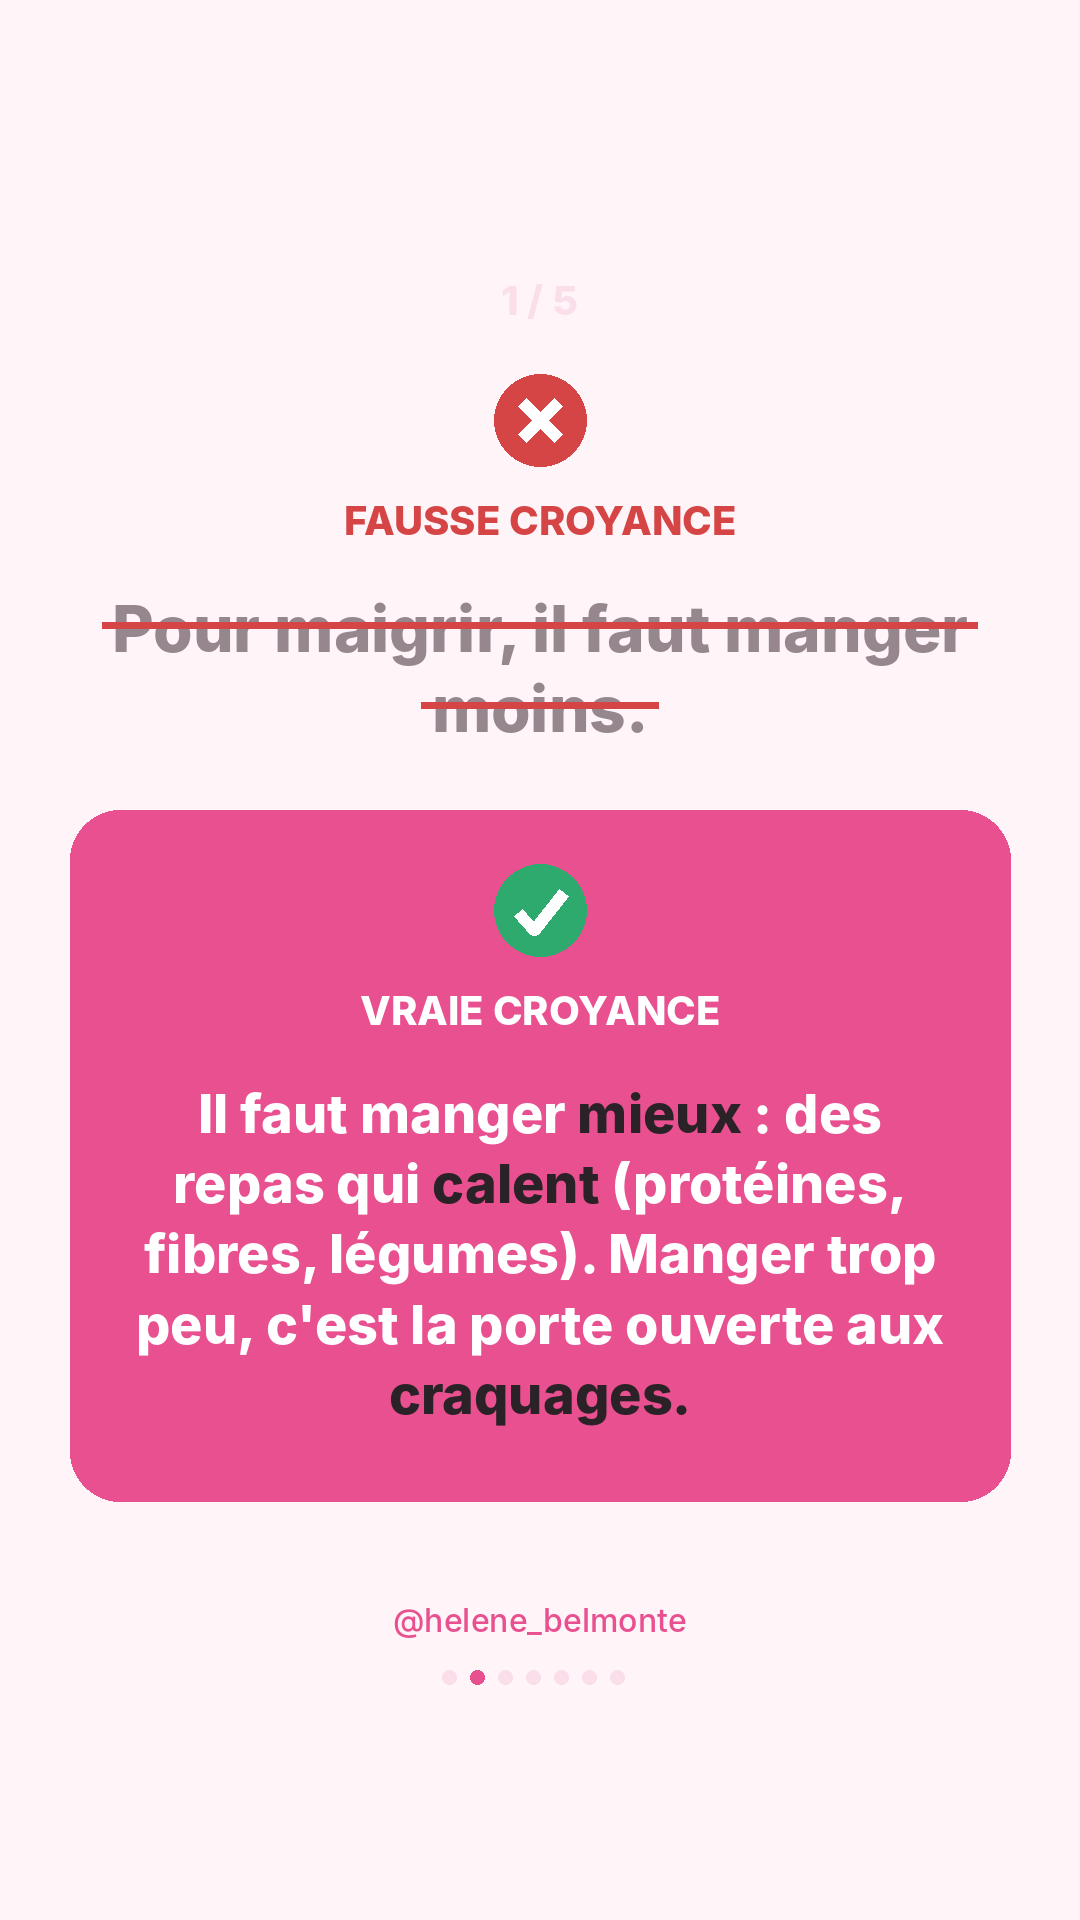 1 / 5
FAUSSE CROYANCE
Pour maigrir, il faut manger
moins.
VRAIE CROYANCE
Il faut manger mieux : des
repas qui calent (protéines,
fibres, légumes). Manger trop
peu, c'est la porte ouverte aux
craquages.
@helene_belmonte